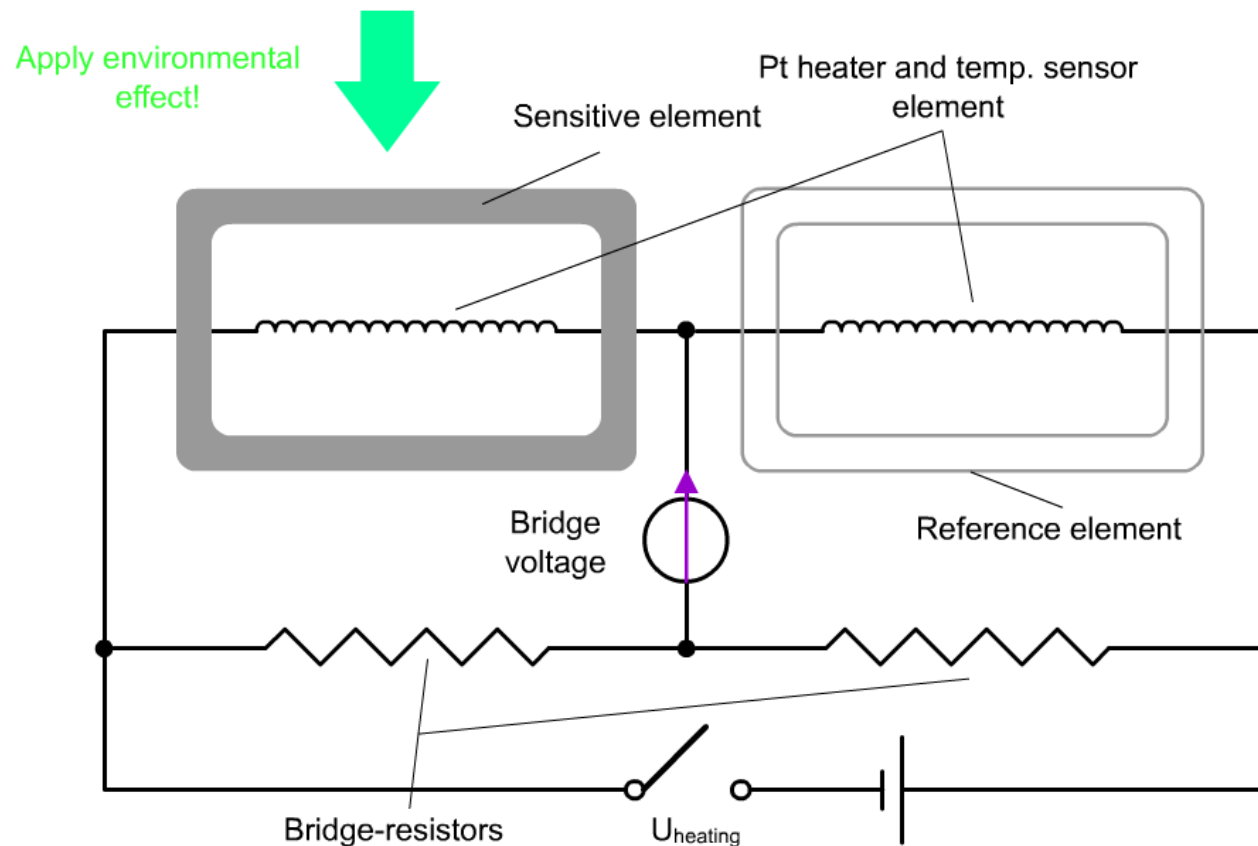 Apply environmental
effect!
Pt heater and temp. sensor
element
Sensitive element
Reference element
Bridge
voltage
Bridge-resistors
Uheating